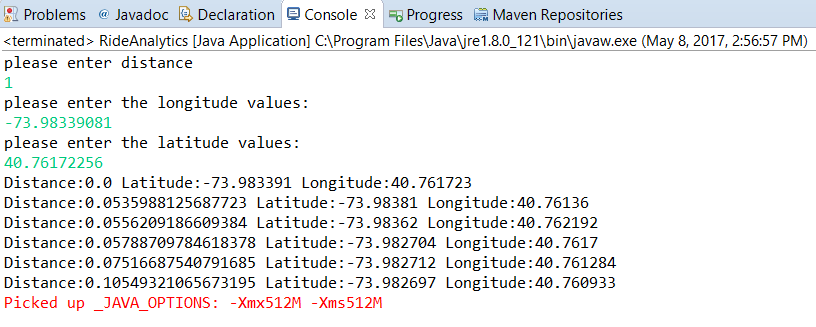 Problems @ Javadoc Declaration Console Progress Maven Repositories
<terminated> RideAnalytics [Java Application] C:\Program Files\Java\jre1.8.0_121\bin\javaw.exe (May 8, 2017, 2:56:57 PM)
please enter distance
1
please enter the longitude values:
-73.98339081
please enter the latitude values:
40.76172256
Distance:0.0 Latitude:-73.983391 Longitude:40.761723
Distance:0.0535988125687723 Latitude:-73.98381 Longitude:40.76136
Distance:0.0556209186609384 Latitude:-73.98362 Longitude:40.762192
Distance:0.05788709784618378 Latitude:-73.982704 Longitude:40.7617
Distance:0.07516687540791685 Latitude:-73.982712 Longitude:40.761284
Distance:0.10549321065673195 Latitude:-73.982697 Longitude:40.760933
Picked up _JAVA_OPTIONS: -Xmx512M -Xms512M